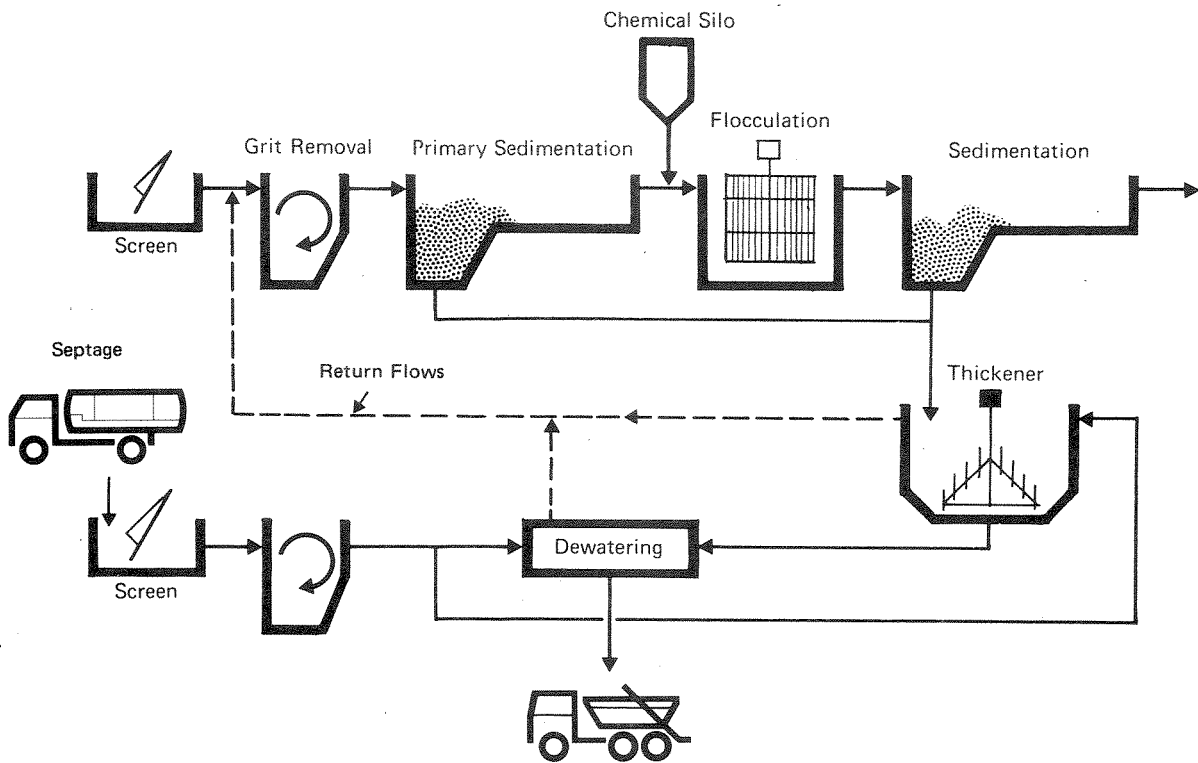 Chemical Silo
Flocculation
Grit Removal
Primary Sedimentation
Sedimentation
Screen
Septage
Return Flows
Thickener
Dewatering
Screen